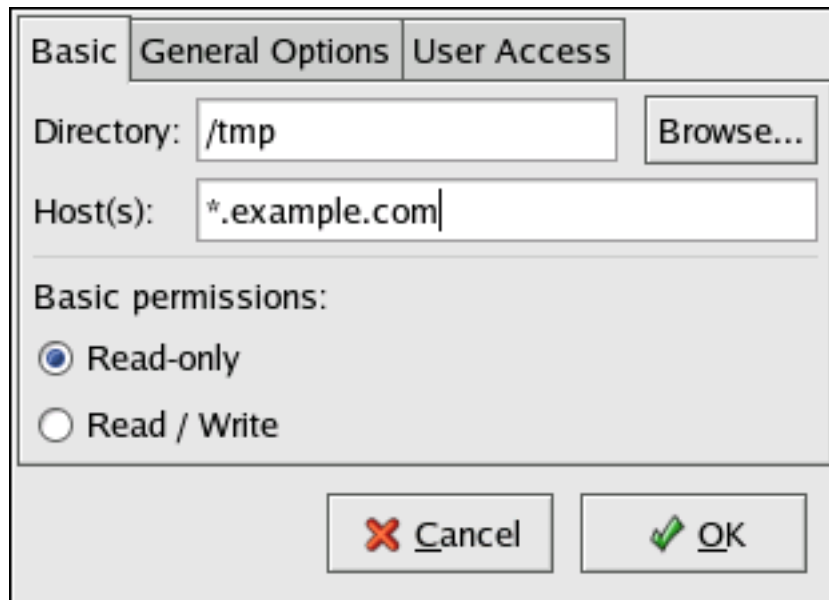 Basic General Options User Access
Directory: /tmp Browse...
Host(s): *.example.com
Basic permissions:
Read-only
Read / Write
Cancel OK